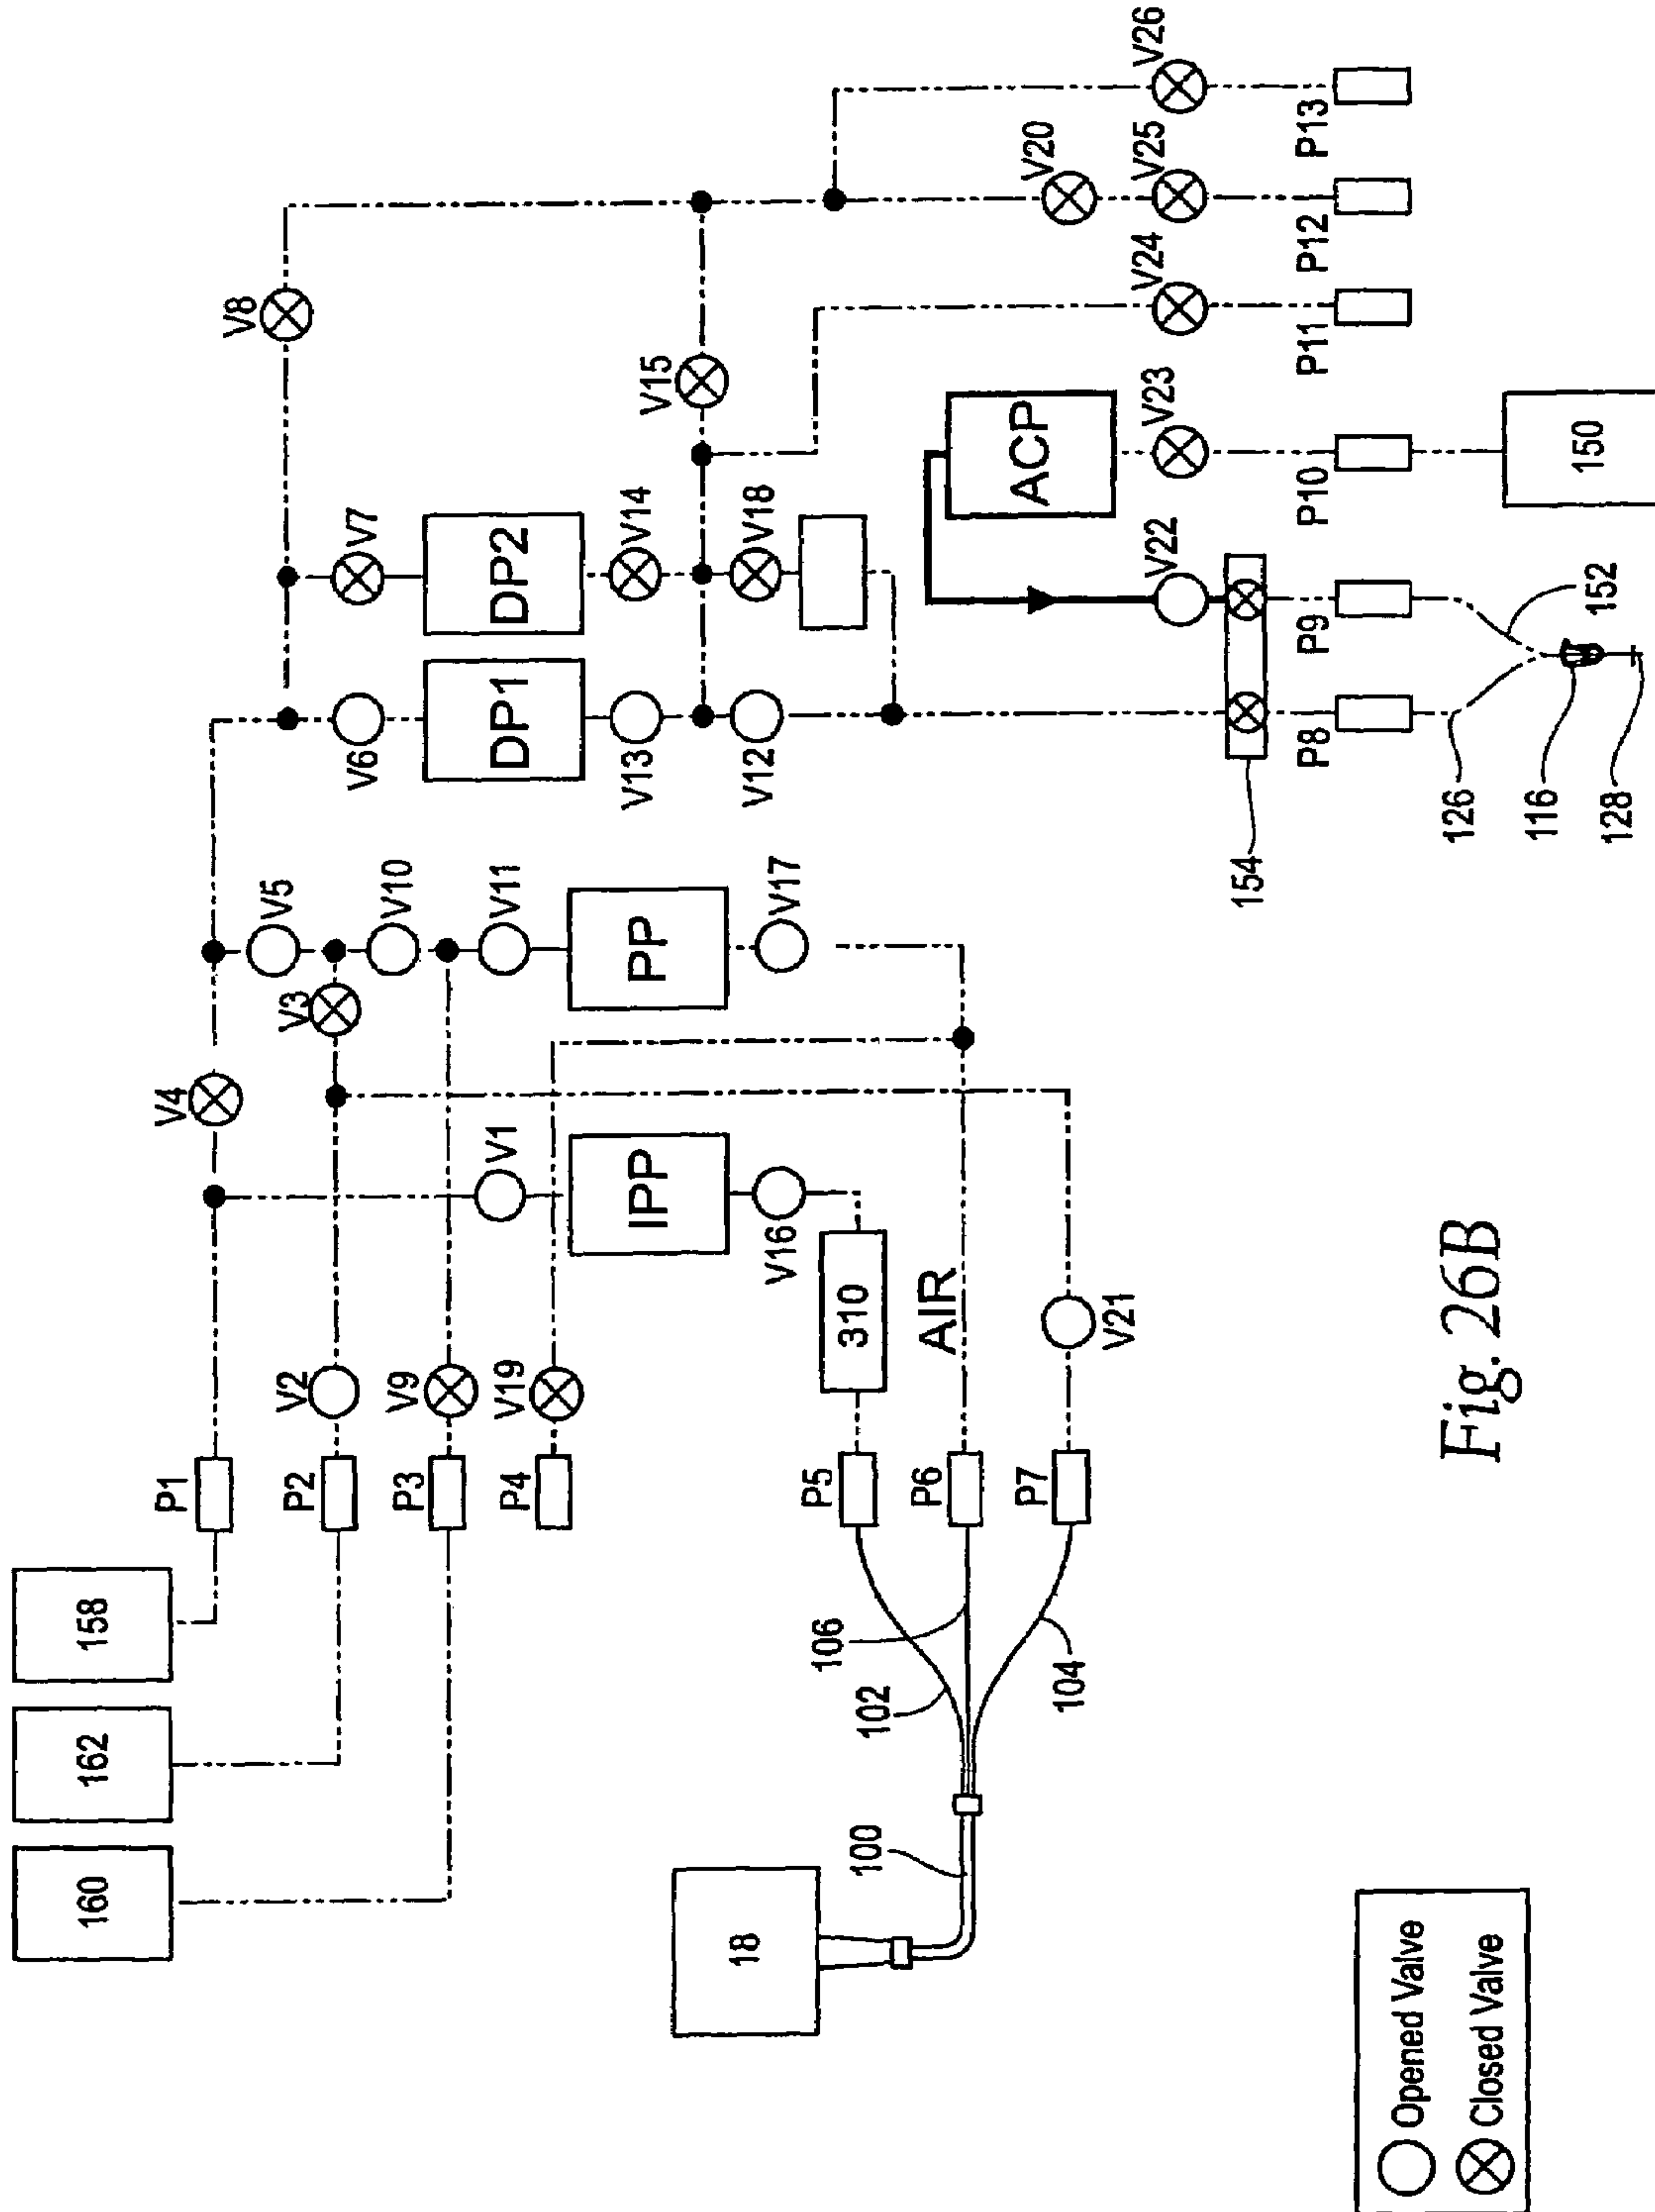 160
162
158
P1
P2
P3
P4
V4
V2
V9
V19
V3
V5
V10
V11
V1
IPP
PP
V16
V17
310
AIR
P5
P6
P7
V21
18
100
102
106
104
V8
V6
V7
DP1
DP2
V13
V14
V12
V18
V15
ACP
V22
V23
V24
V20
V25
V26
154
P8
P9
P10
P11
P12
P13
126
116
128
152
150
Opened Valve
Closed Valve
Fig. 26B